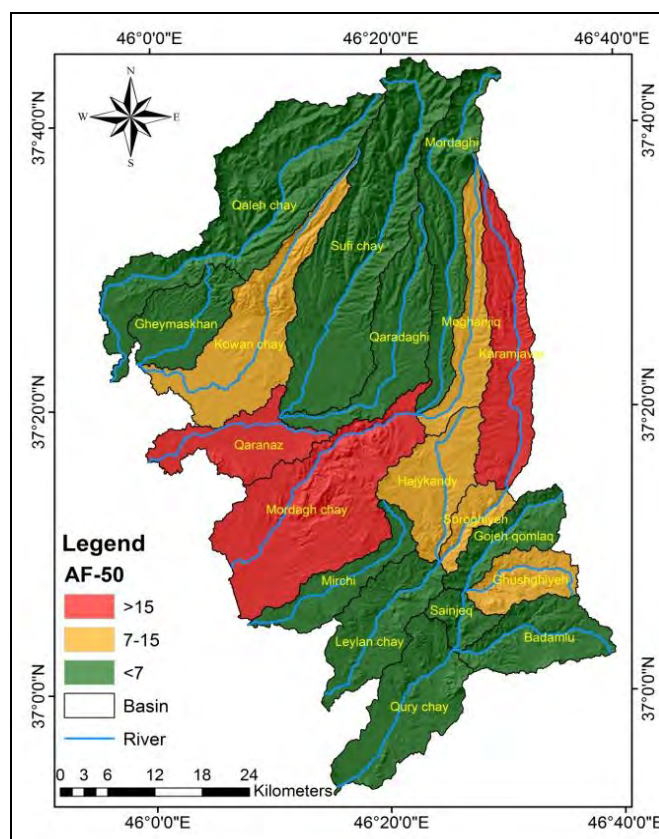 46°0'0"E 46°20'0"E 46°40'0"E
N
W E
S
37°40'0"N 37°40'0"N
Mordaghi
Qaleh chay
Sufi chay
Gheymaskhan
Kowan chay
Qaradaghi
Moghanjiq
Karamjawan
37°20'0"N 37°20'0"N
Qaranaz
Hajykandy
Mordagh chay
Soroghiyeh
Gojeh qomlaq
Legend
AF-50
>15
7-15
<7
Basin
River
Mirchi
Ghushghiyeh
Sainjeq
Leylan chay
Badamlu
37°0'0"N 37°0'0"N
Qury chay
0 3 6 12 18 24
Kilometers
46°0'0"E 46°20'0"E 46°40'0"E